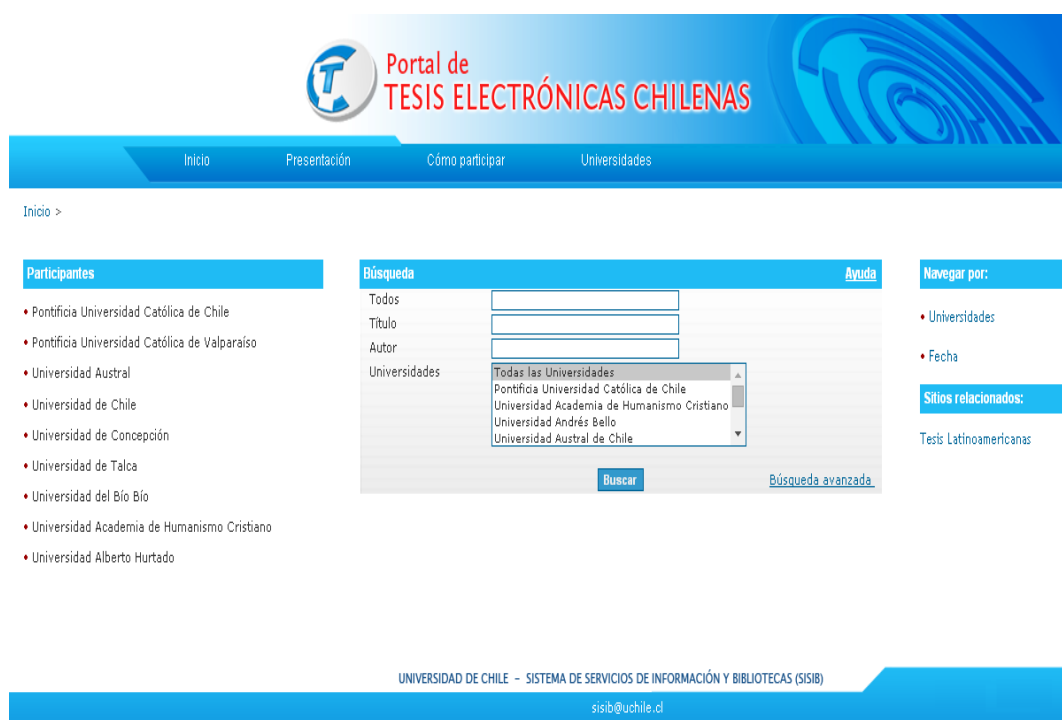 Portal de
TESIS ELECTRÓNICAS CHILENAS
Inicio Presentación Cómo participar Universidades
Inicio >
Participantes
• Pontificia Universidad Católica de Chile
• Pontificia Universidad Católica de Valparaíso
• Universidad Austral
• Universidad de Chile
• Universidad de Concepción
• Universidad de Talca
• Universidad del Bío Bío
• Universidad Academia de Humanismo Cristiano
• Universidad Alberto Hurtado
Búsqueda Ayuda
Todos
Título
Autor
Universidades
Todas las Universidades
Pontificia Universidad Católica de Chile
Universidad Academia de Humanismo Cristiano
Universidad Andrés Bello
Universidad Austral de Chile
Buscar Búsqueda avanzada
Navegar por:
• Universidades
• Fecha
Sitios relacionados:
Tesis Latinoamericanas
UNIVERSIDAD DE CHILE – SISTEMA DE SERVICIOS DE INFORMACIÓN Y BIBLIOTECAS (SISIB)
sisib@uchile.cl